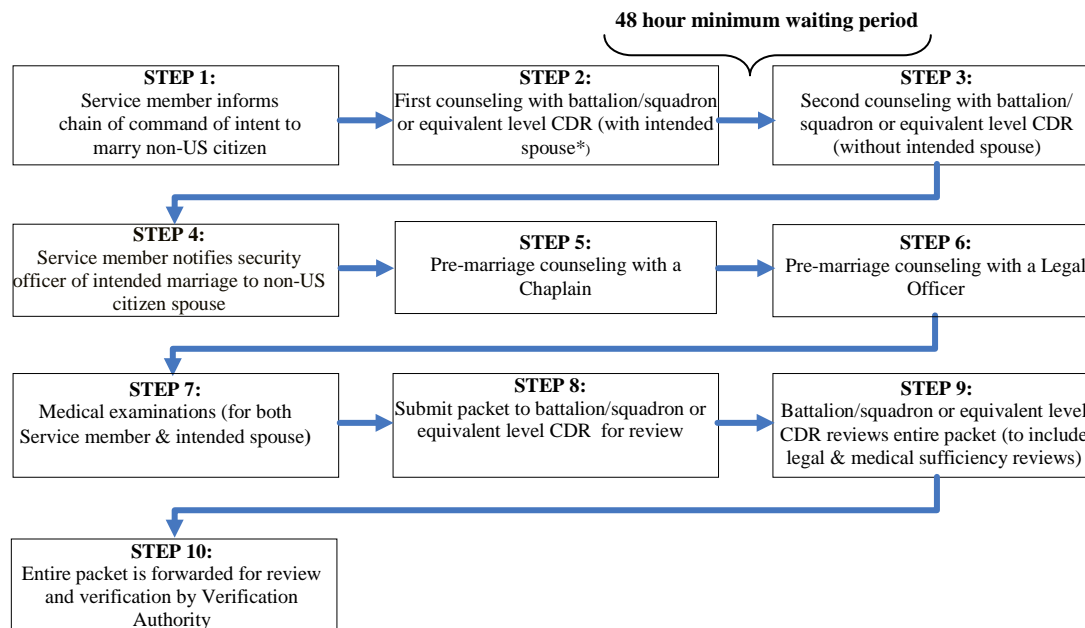 48 hour minimum waiting period
STEP 1:
Service member informs
chain of command of intent to
marry non-US citizen
STEP 2:
First counseling with battalion/squadron
or equivalent level CDR (with intended
spouse*)
STEP 3:
Second counseling with battalion/
squadron or equivalent level CDR
(without intended spouse)
STEP 4:
Service member notifies security
officer of intended marriage to non-US
citizen spouse
STEP 5:
Pre-marriage counseling with a
Chaplain
STEP 6:
Pre-marriage counseling with a Legal
Officer
STEP 7:
Medical examinations (for both
Service member & intended spouse)
STEP 8:
Submit packet to battalion/squadron or
equivalent level CDR for review
STEP 9:
Battalion/squadron or equivalent level
CDR reviews entire packet (to include
legal & medical sufficiency reviews)
STEP 10:
Entire packet is forwarded for review
and verification by Verification
Authority